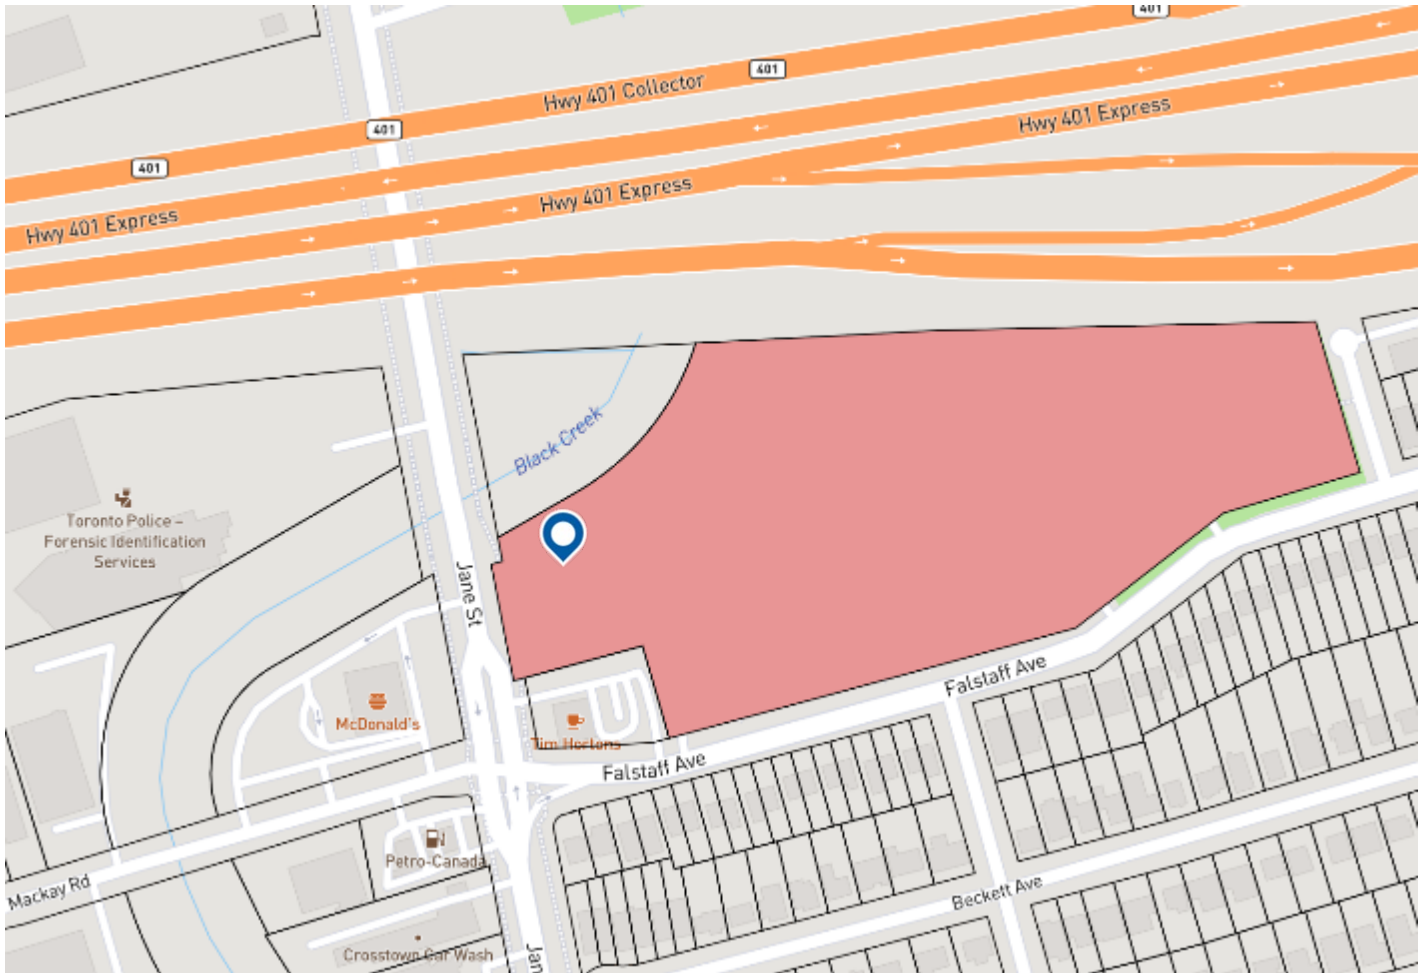 401
Hwy 401 Collector
401
401
401
Hwy 401 Express
Hwy 401 Express
Hwy 401 Express
Black Creek
Toronto Police –
Forensic Identification
Services
Jane St
McDonald's
Tim Hortons
Falstaff Ave
Falstaff Ave
Petro-Canada
Mackay Rd
Beckett Ave
Crosstown Car Wash
Jan